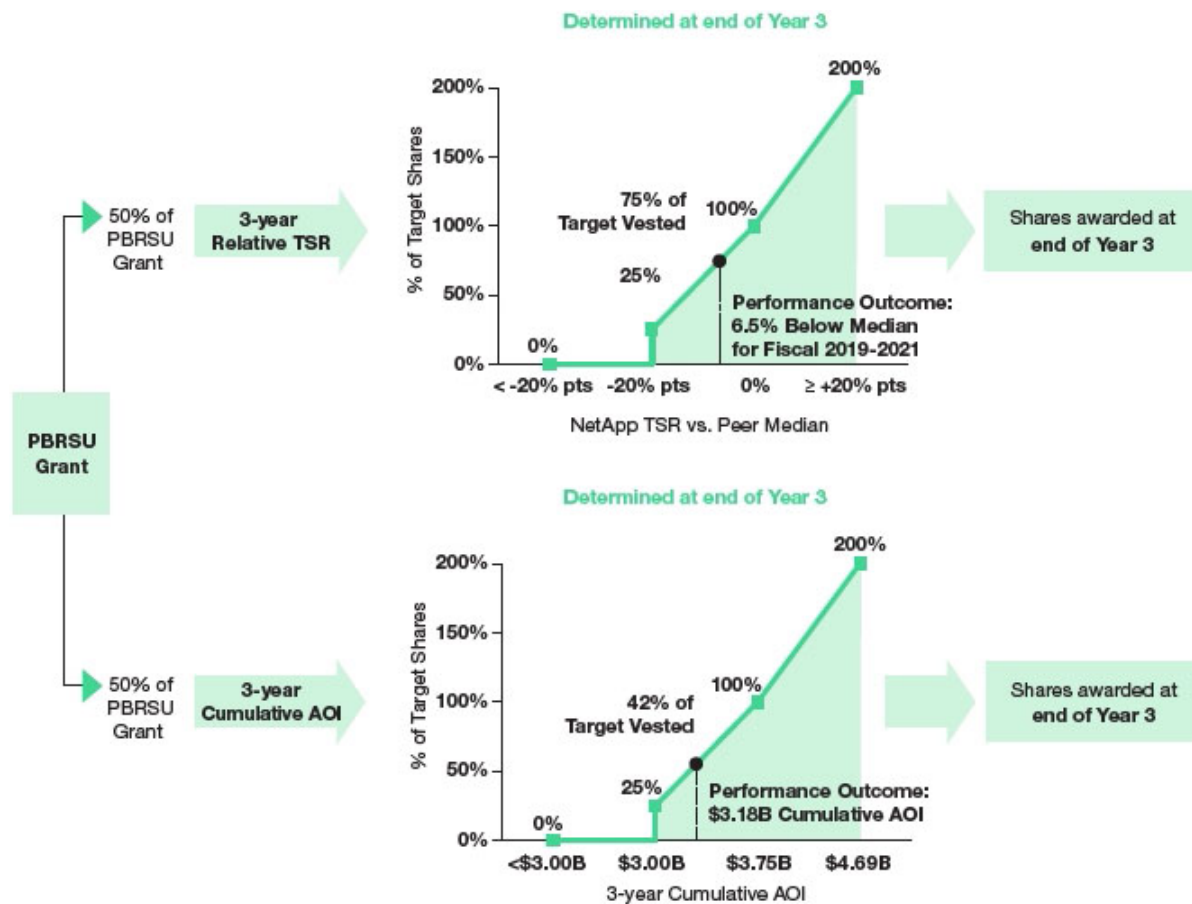 Determined at end of Year 3
200%
200%
150%
100%
50%
0%
% of Target Shares
75% of
Target Vested
100%
25%
0%
Performance Outcome:
6.5% Below Median
for Fiscal 2019-2021
< -20% pts -20% pts 0% ≥ +20% pts
NetApp TSR vs. Peer Median
50% of
PBRSU
Grant
3-year
Relative TSR
Shares awarded at
end of Year 3
PBRSU
Grant
Determined at end of Year 3
200%
200%
150%
100%
50%
0%
% of Target Shares
42% of
Target Vested
100%
25%
0%
Performance Outcome:
$3.18B Cumulative AOI
<$3.00B $3.00B $3.75B $4.69B
3-year Cumulative AOI
50% of
PBRSU
Grant
3-year
Cumulative AOI
Shares awarded at
end of Year 3